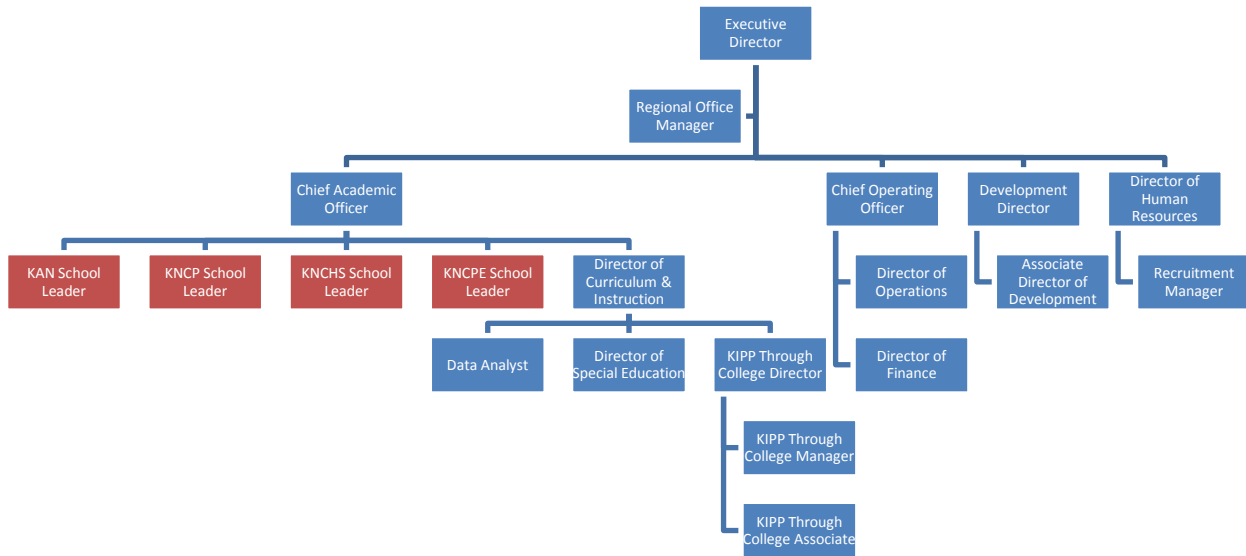 Executive
Director
Regional Office
Manager
Chief Academic
Officer
Chief Operating
Officer
Development
Director
Director of
Human
Resources
KAN School
Leader
KNCP School
Leader
KNCHS School
Leader
KNCPE School
Leader
Director of
Curriculum &
Instruction
Director of
Operations
Associate
Director of
Development
Recruitment
Manager
Data Analyst
Director of
Special Education
KIPP Through
College Director
Director of
Finance
KIPP Through
College Manager
KIPP Through
College Associate